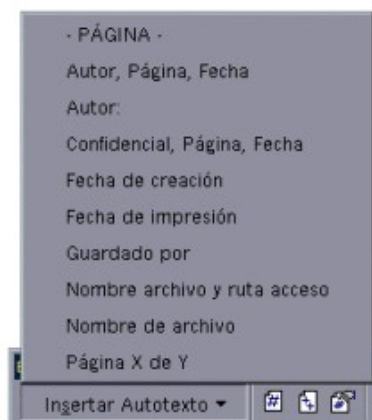 - PÁGINA -
Autor, Página, Fecha
Autor:
Confidencial, Página, Fecha
Fecha de creación
Fecha de impresión
Guardado por
Nombre archivo y ruta acceso
Nombre de archivo
Página X de Y
Insertar Autotexto